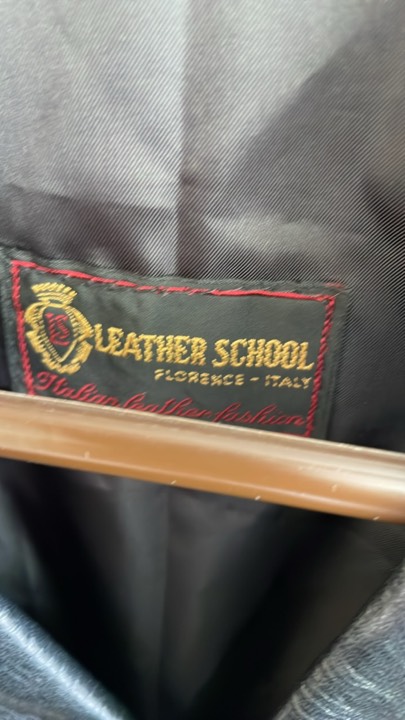 LEATHER SCHOOL
FLORENCE - ITALY
Italian leather fashion